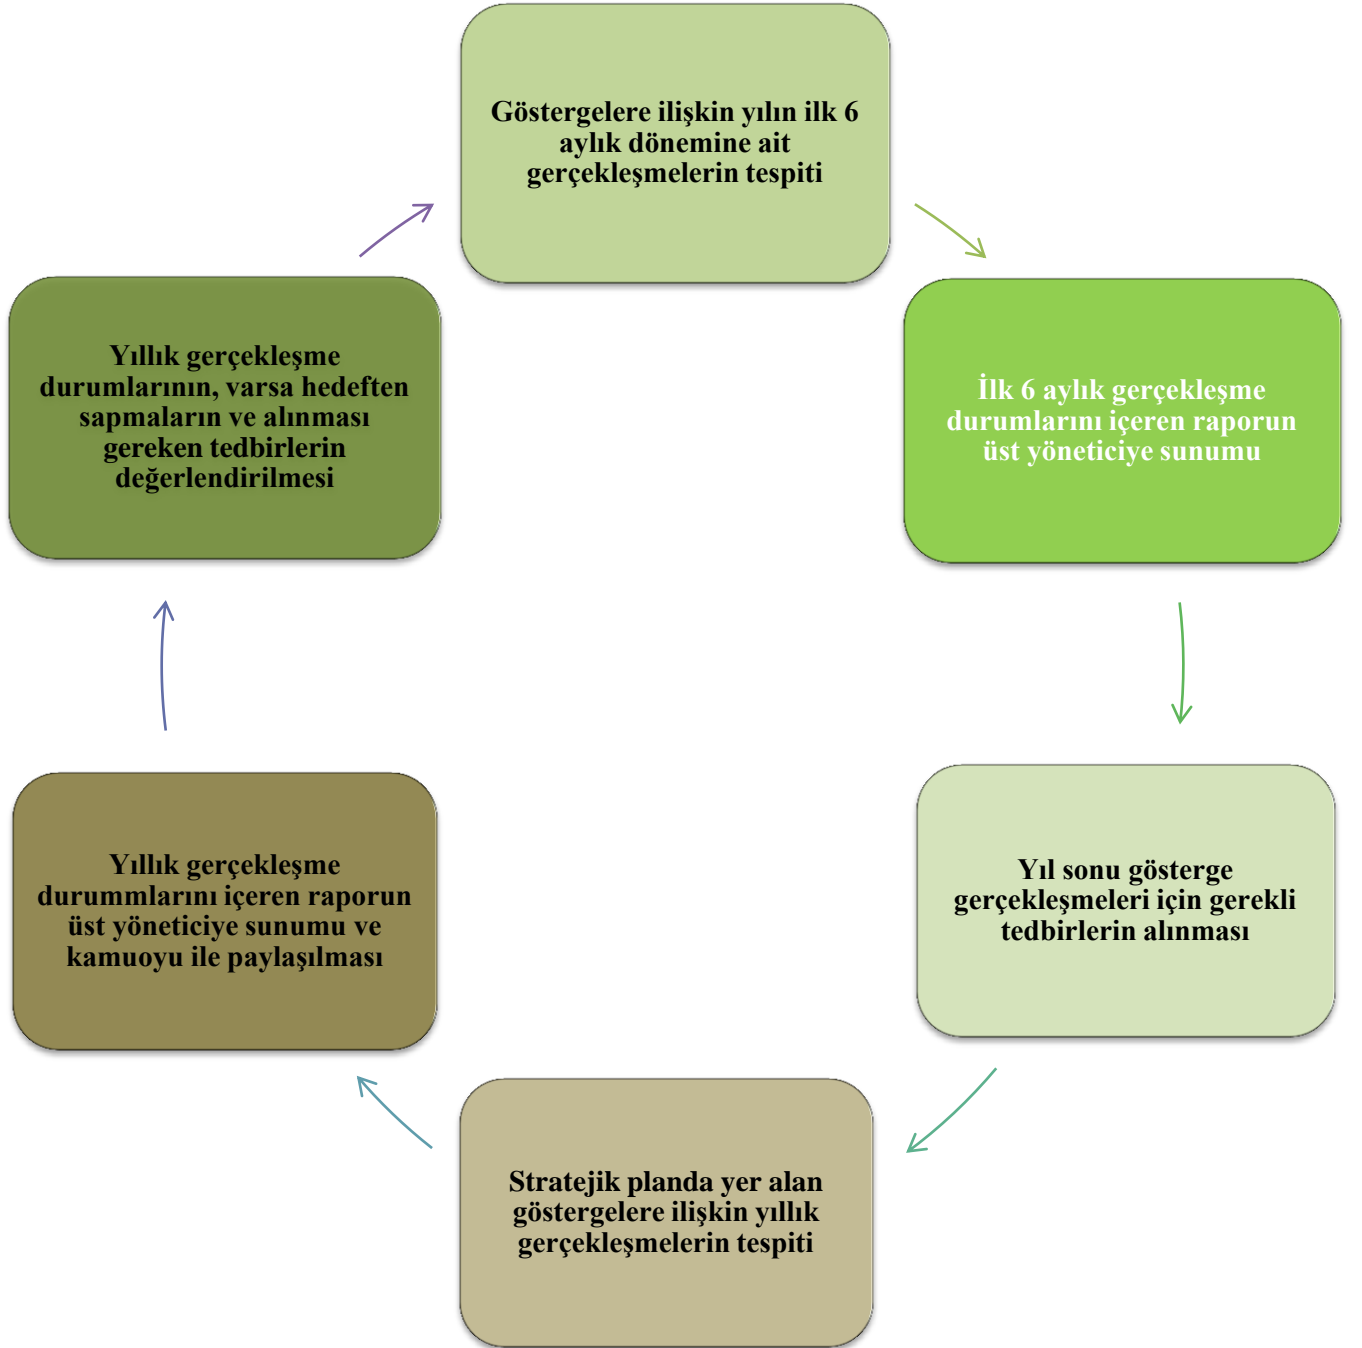 Göstergelere ilişkin yılın ilk 6
aylık dönemine ait
gerçekleşmelerin tespiti
İlk 6 aylık gerçekleşme
durumlarını içeren raporun
üst yöneticiye sunumu
Yıl sonu gösterge
gerçekleşmeleri için gerekli
tedbirlerin alınması
Stratejik planda yer alan
göstergelere ilişkin yıllık
gerçekleşmelerin tespiti
Yıllık gerçekleşme
durummlarını içeren raporun
üst yöneticiye sunumu ve
kamuoyu ile paylaşılması
Yıllık gerçekleşme
durumlarının, varsa hedeften
sapmaların ve alınması
gereken tedbirlerin
değerlendirilmesi